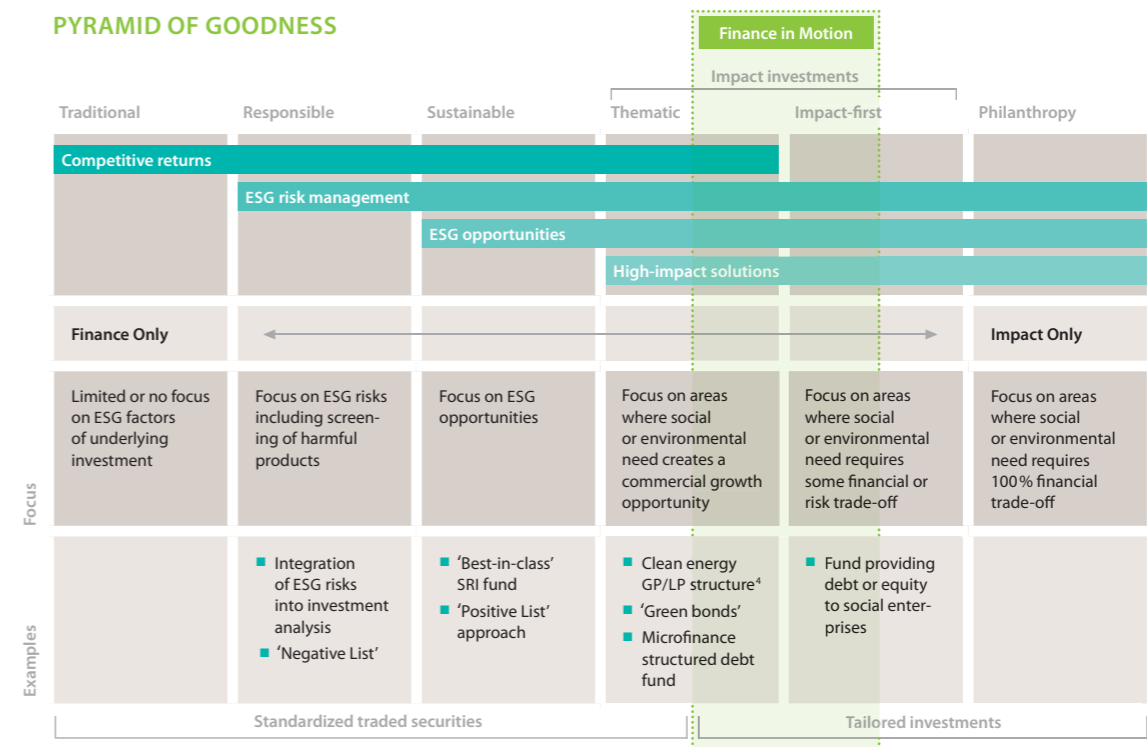 PYRAMID OF GOODNESS
Finance in Motion
Impact investments
Traditional
Responsible
Sustainable
Thematic
Impact-first
Philanthropy
Competitive returns
ESG risk management
ESG opportunities
High-impact solutions
Finance Only
Impact Only
Focus
Limited or no focus
on ESG factors
of underlying
investment
Focus on ESG risks
including screen-
ing of harmful
products
Focus on ESG
opportunities
Focus on areas
where social
or environmental
need creates a
commercial growth
opportunity
Focus on areas
where social
or environmental
need requires
some financial or
risk trade-off
Focus on areas
where social
or environmental
need requires
100% financial
trade-off
Examples
Integration
of ESG risks
into investment
analysis
‘Negative List’
‘Best-in-class’
SRI fund
‘Positive List’
approach
Clean energy
GP/LP structure⁴
‘Green bonds’
Microfinance
structured debt
fund
Fund providing
debt or equity
to social enter-
prises
Standardized traded securities
Tailored investments